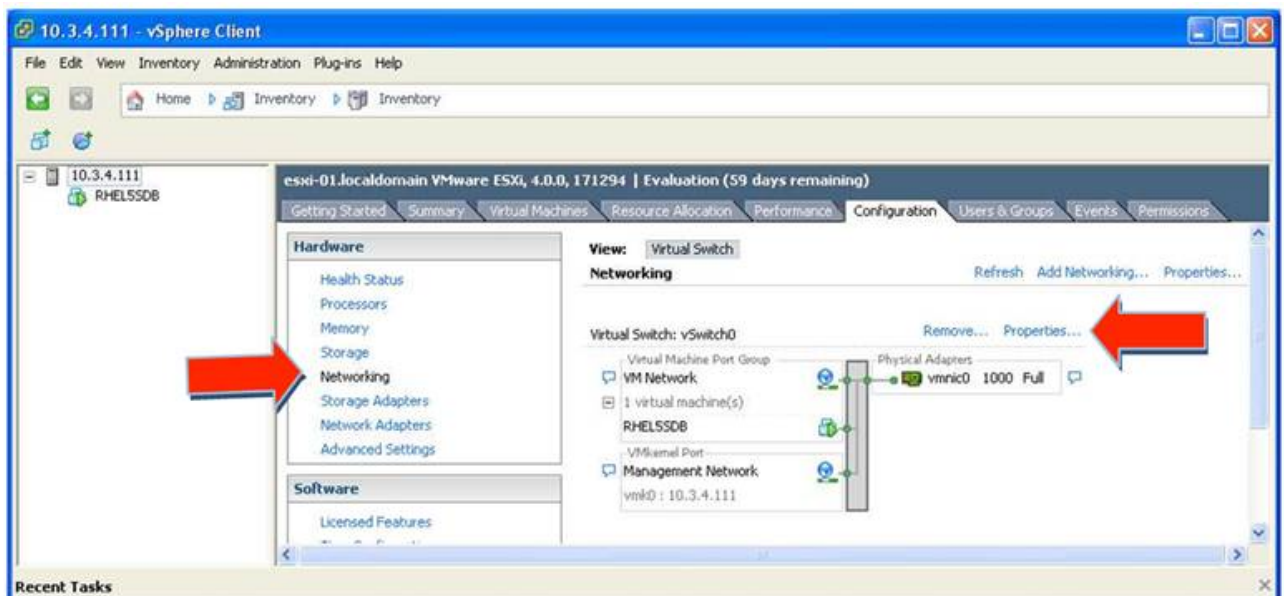 10.3.4.111 - vSphere Client
File Edit View Inventory Administration Plug-ins Help
Home Inventory Inventory
10.3.4.111
RHEL5SDB
esxi-01.localdomain VMware ESXi, 4.0.0, 171294 | Evaluation (59 days remaining)
Getting Started Summary Virtual Machines Resource Allocation Performance Configuration Users & Groups Events Permissions
Hardware
Health Status
Processors
Memory
Storage
Networking
Storage Adapters
Network Adapters
Advanced Settings
Software
Licensed Features
View: Virtual Switch
Networking Refresh Add Networking... Properties...
Virtual Switch: vSwitch0 Remove... Properties...
Virtual Machine Port Group Physical Adapters
VM Network vmnic0 1000 Full
1 virtual machine(s)
RHEL5SDB
VMkernel Port
Management Network
vmk0 : 10.3.4.111
Recent Tasks